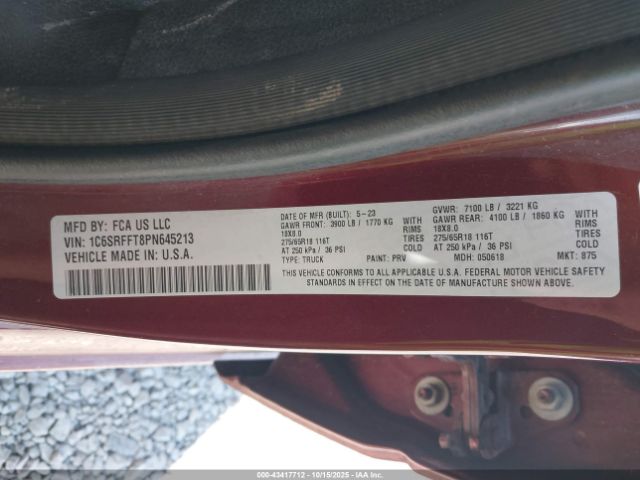 MFD BY: FCA US LLC
VIN: 1C6SRFFT8PN645213
VEHICLE MADE IN: U.S.A.
DATE OF MFR (BUILT): 5-23
GVWR: 7100 LB / 3221 KG
GAWR FRONT: 3900 LB / 1770 KG WITH
GAWR REAR: 4100 LB / 1860 KG WITH
18X8.0 RIMS
18X8.0 RIMS
275/65R18 116T
275/65R18 116T
AT 250 kPa / 36 PSI COLD
AT 250 kPa / 36 PSI COLD
TYPE: TRUCK PAINT: PRV MDH: 050618 MKT: 875
THIS VEHICLE CONFORMS TO ALL APPLICABLE U.S.A. FEDERAL MOTOR VEHICLE SAFETY
STANDARDS IN EFFECT ON THE DATE OF MANUFACTURE SHOWN ABOVE.
000-43417712 - 10/15/2025 - IAAI.COM